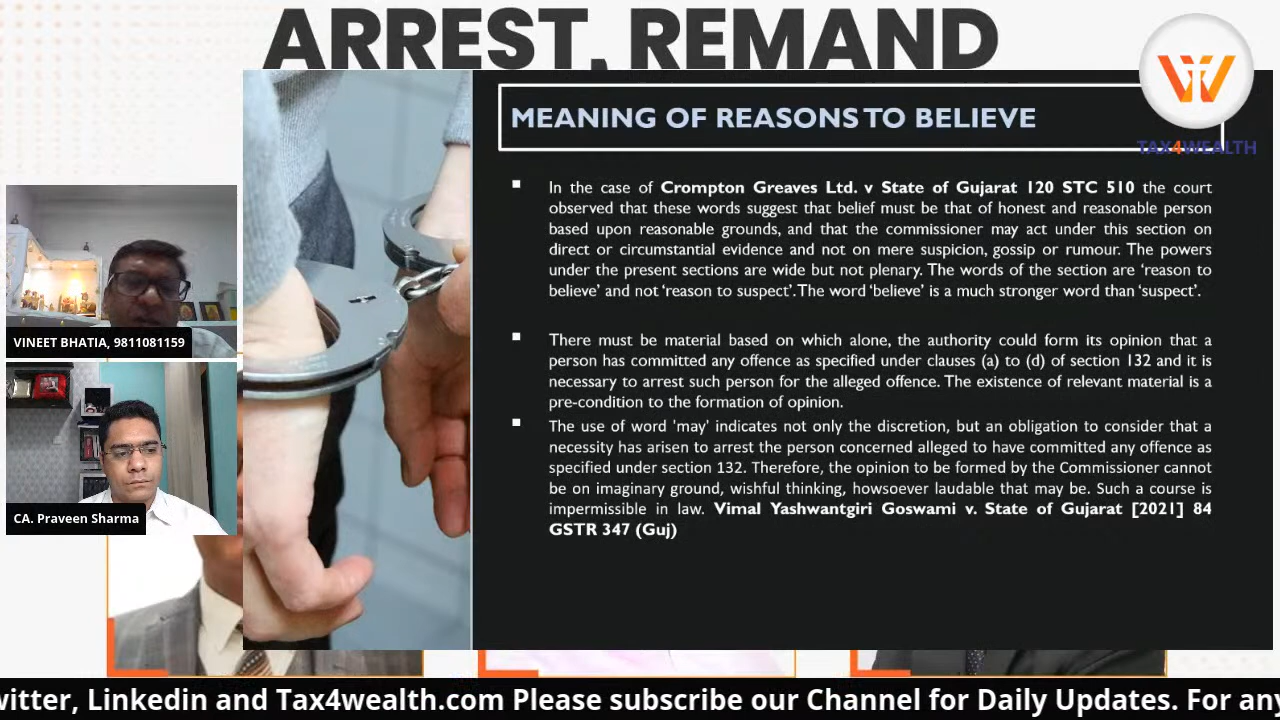 ARREST, REMAND
MEANING OF REASONS TO BELIEVE
TAX4WEALTH
In the case of Crompton Greaves Ltd. v State of Gujarat 120 STC 510 the court
observed that these words suggest that belief must be that of honest and reasonable person
based upon reasonable grounds, and that the commissioner may act under this section on
direct or circumstantial evidence and not on mere suspicion, gossip or rumour. The powers
under the present sections are wide but not plenary. The words of the section are ‘reason to
believe’ and not ‘reason to suspect’. The word ‘believe’ is a much stronger word than ‘suspect’.
There must be material based on which alone, the authority could form its opinion that a
person has committed any offence as specified under clauses (a) to (d) of section 132 and it is
necessary to arrest such person for the alleged offence. The existence of relevant material is a
pre-condition to the formation of opinion.
The use of word 'may' indicates not only the discretion, but an obligation to consider that a
necessity has arisen to arrest the person concerned alleged to have committed any offence as
specified under section 132. Therefore, the opinion to be formed by the Commissioner cannot
be on imaginary ground, wishful thinking, howsoever laudable that may be. Such a course is
impermissible in law. Vimal Yashwantgiri Goswami v. State of Gujarat [2021] 84
GSTR 347 (Guj)
VINEET BHATIA, 9811081159
CA. Praveen Sharma
witter, Linkedin and Tax4wealth.com Please subscribe our Channel for Daily Updates. For any